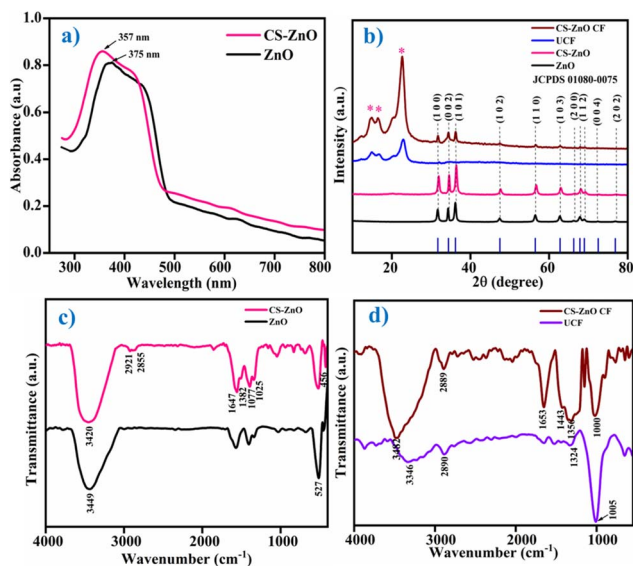 a)
357 nm
375 nm
CS-ZnO
ZnO
Absorbance (a.u)
1.0
0.8
0.6
0.4
0.2
0.0
300 400 500 600 700 800
Wavelength (nm)
b)
CS-ZnO CF
UCF
CS-ZnO
ZnO
JCPDS 01080-0075
* *
*
(1 0 0)
(0 0 2)
(1 0 1)
(1 0 2)
(1 1 0)
(1 0 3)
(2 0 0)
(1 1 2)
(0 0 4)
(2 0 2)
Intensity (a.u.)
10 20 40 60 80
2θ (degree)
c)
CS-ZnO
ZnO
2921
2855
1647
1382
1077
1025
456
3420
3449
527
Transmittance (a.u.)
4000 3000 2000 1000
Wavenumber (cm-1)
d)
CS-ZnO CF
UCF
2889
1653
1443
1356
1000
3346
2890
1324
1005
Transmittance (a.u.)
4000 3000 2000 1000
Wavenumber (cm-1)